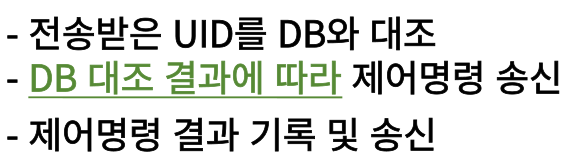 - 전송받은 UID를 DB와 대조
- DB 대조 결과에 따라 제어명령 송신
- 제어명령 결과 기록 및 송신